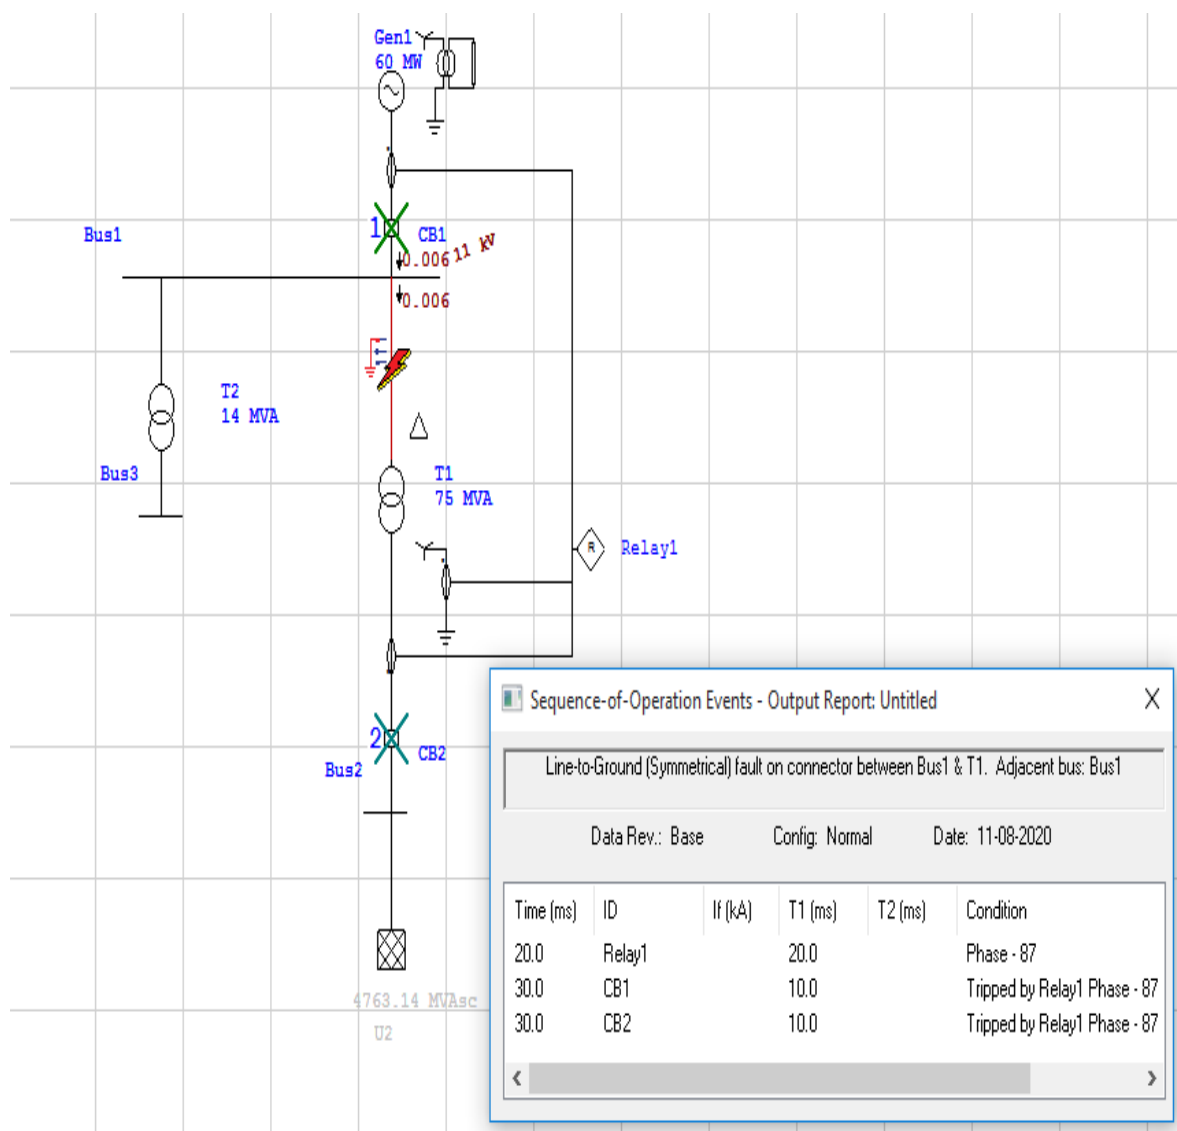 Gen1
60 MW
1
CB1
Bus1
0.006
11 kV
0.006
T2
14 MVA
Bus3
T1
75 MVA
R
Relay1
2
CB2
Bus2
4763.14 MVAsc
U2
Sequence-of-Operation Events - Output Report: Untitled
Line-to-Ground (Symmetrical) fault on connector between Bus1 & T1. Adjacent bus: Bus1
Data Rev.: Base Config: Normal Date: 11-08-2020
Time (ms) ID If (kA) T1 (ms) T2 (ms) Condition
20.0 Relay1 20.0 Phase - 87
30.0 CB1 10.0 Tripped by Relay1 Phase - 87
30.0 CB2 10.0 Tripped by Relay1 Phase - 87